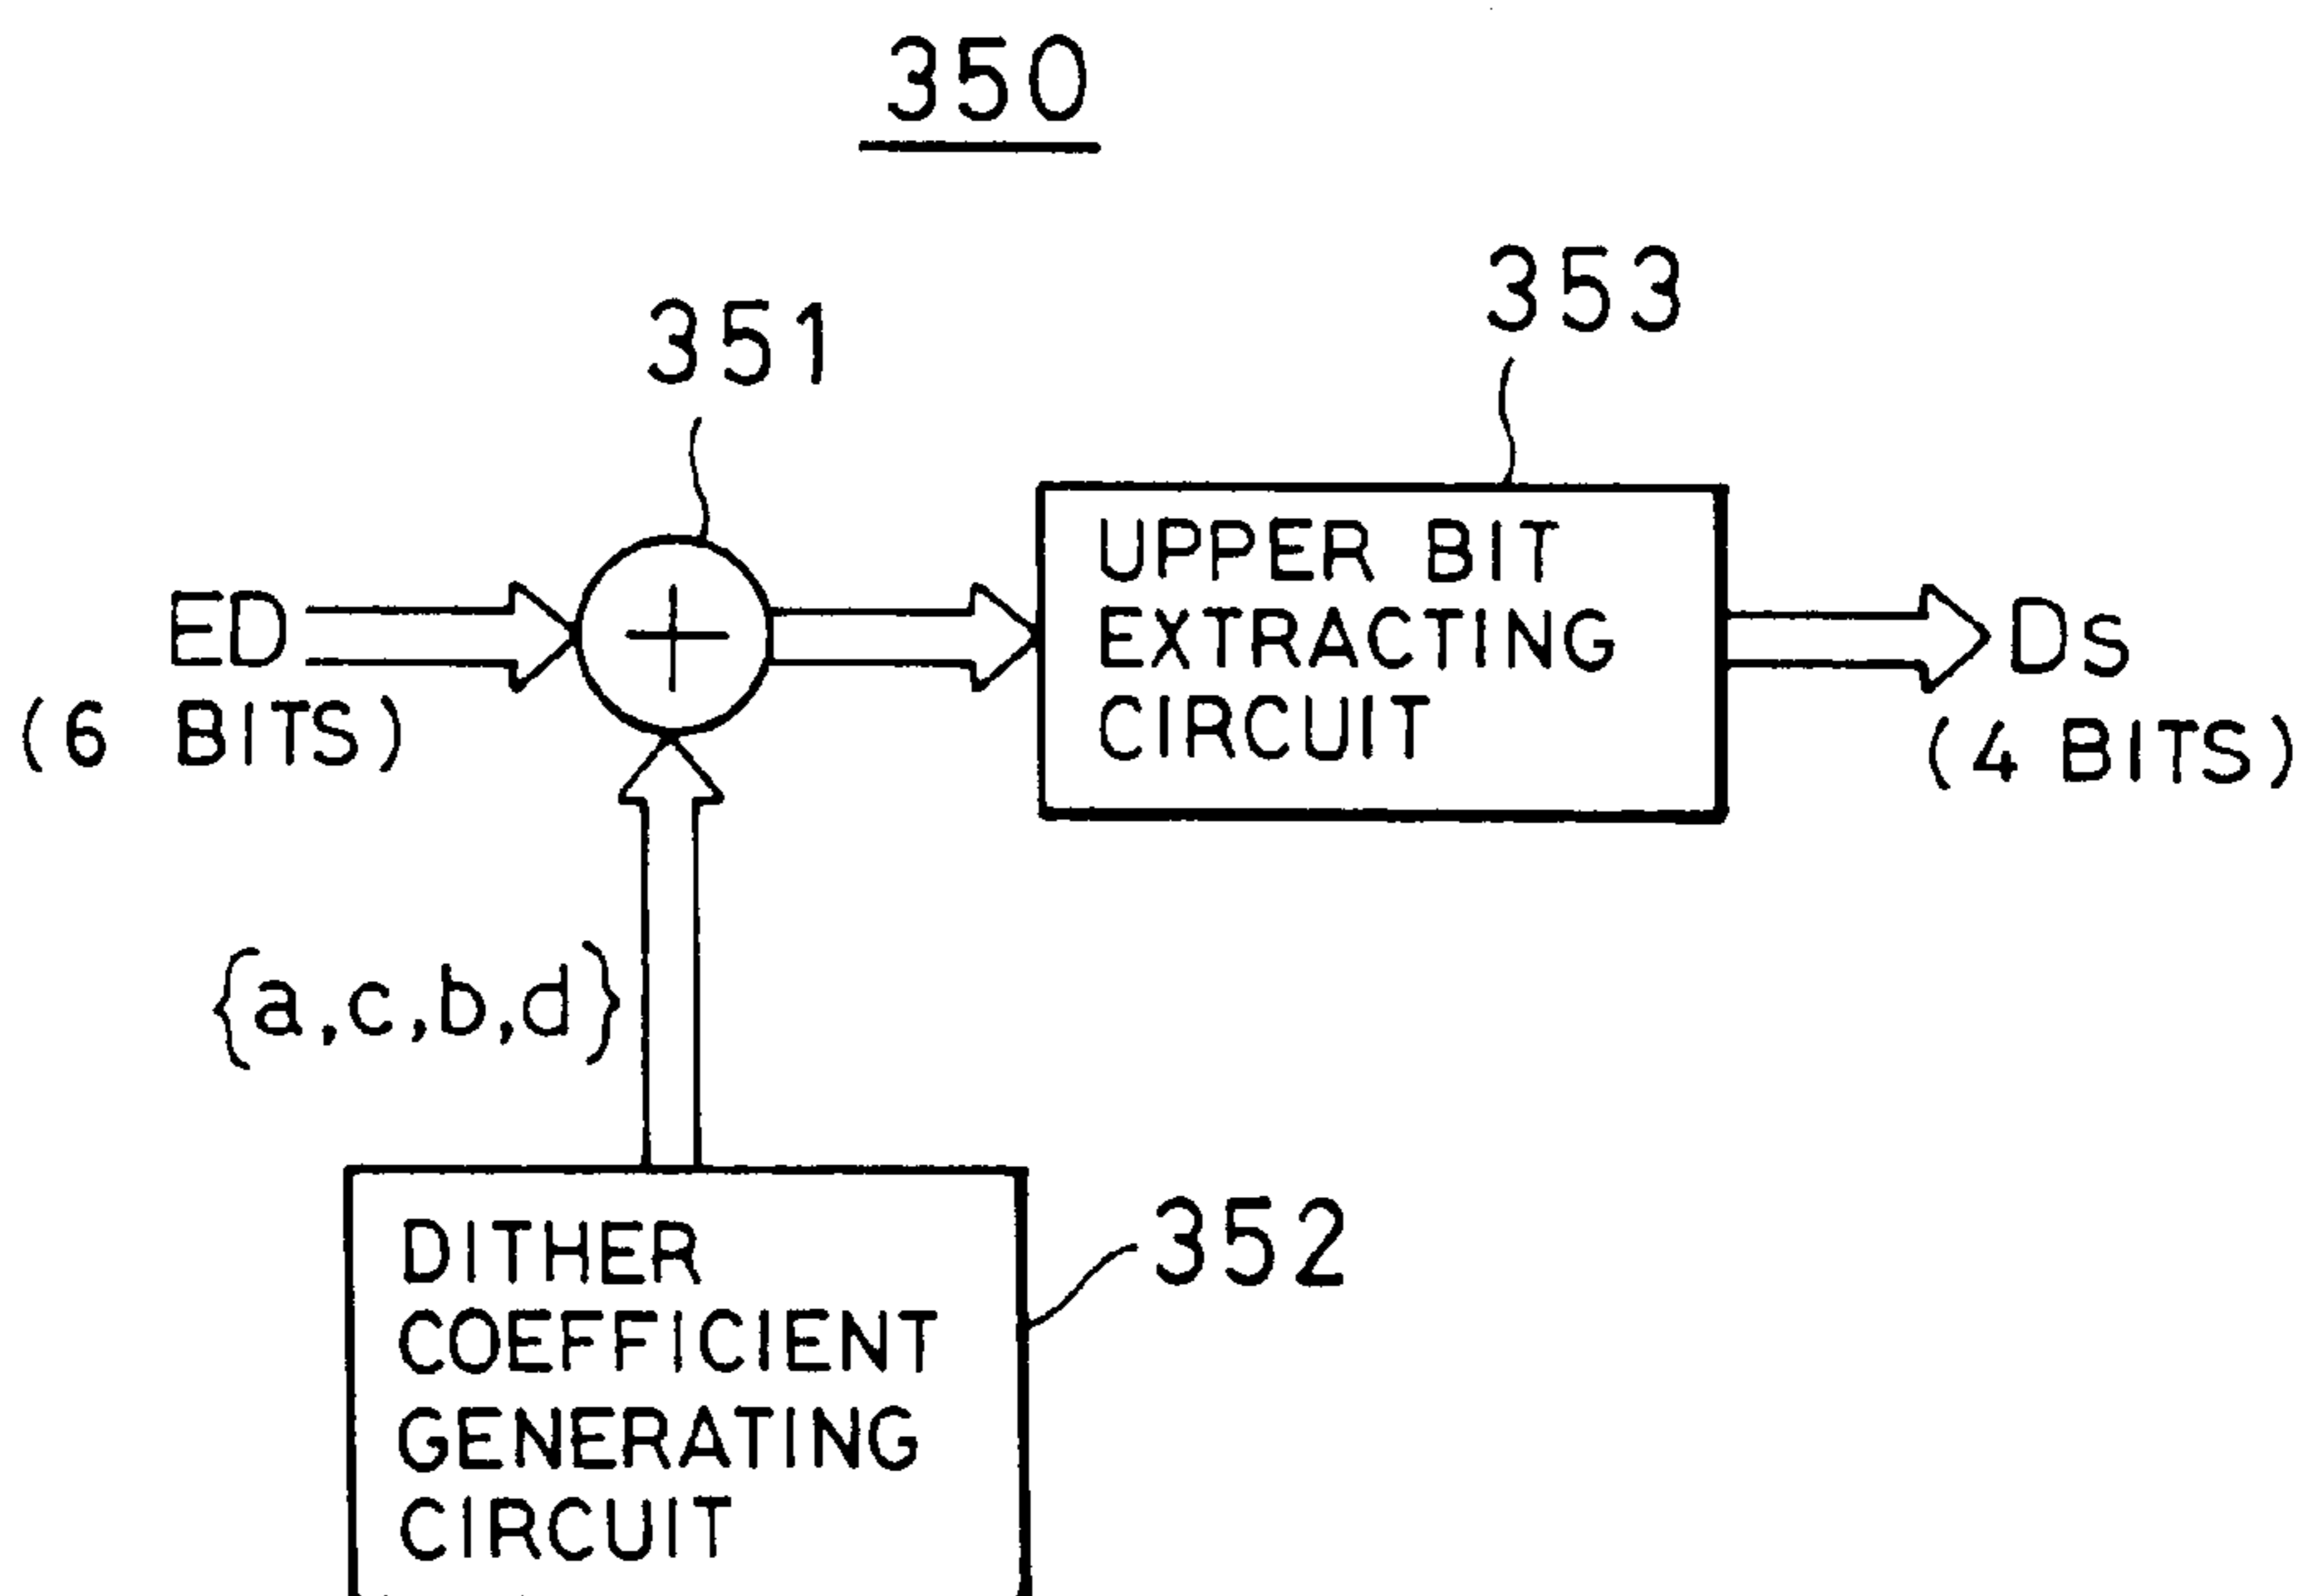 350
353
351
UPPER BIT
EXTRACTING
CIRCUIT
ED
(6 BITS)
Ds
(4 BITS)
{a,c,b,d}
352
DITHER
COEFFICIENT
GENERATING
CIRCUIT